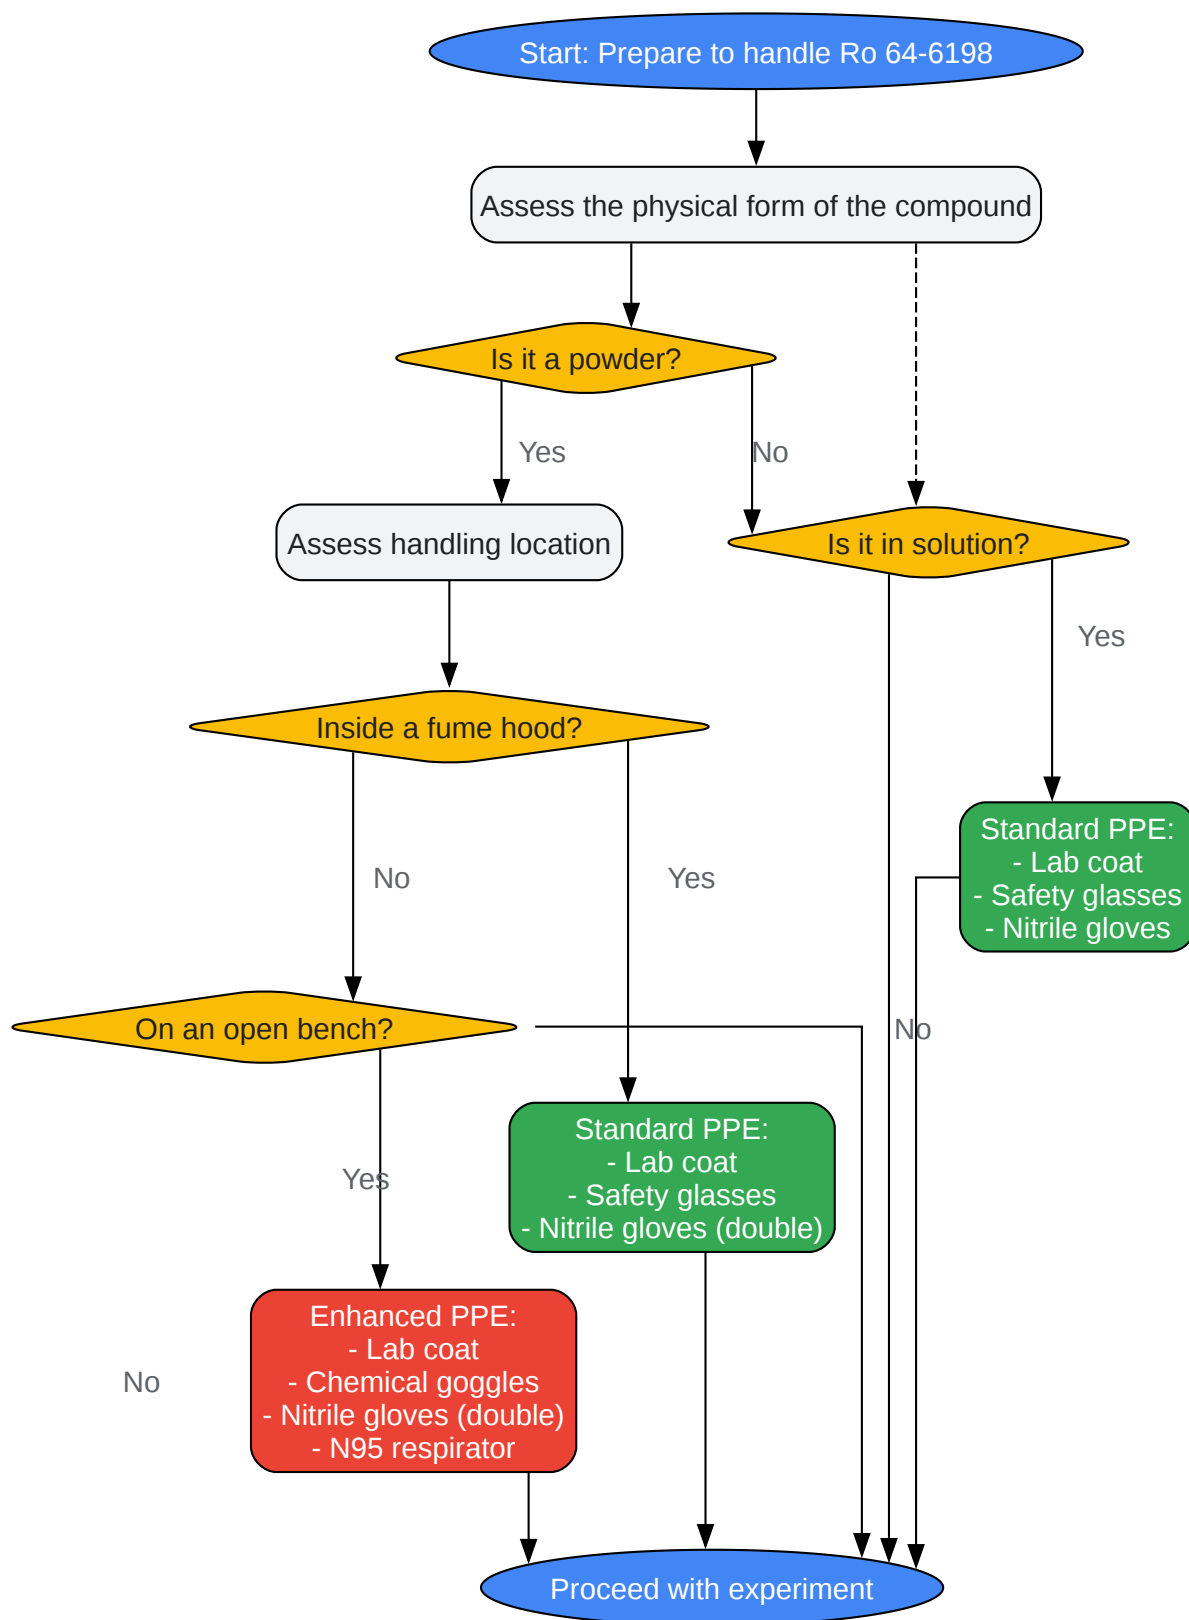 Start: Prepare to handle Ro 64-6198
Assess the physical form of the compound
Is it a powder?
Yes
No
Assess handling location
Is it in solution?
Yes
Inside a fume hood?
No
Yes
Standard PPE:
- Lab coat
- Safety glasses
- Nitrile gloves
On an open bench?
No
Yes
Standard PPE:
- Lab coat
- Safety glasses
- Nitrile gloves (double)
Enhanced PPE:
- Lab coat
- Chemical goggles
- Nitrile gloves (double)
- N95 respirator
No
Proceed with experiment